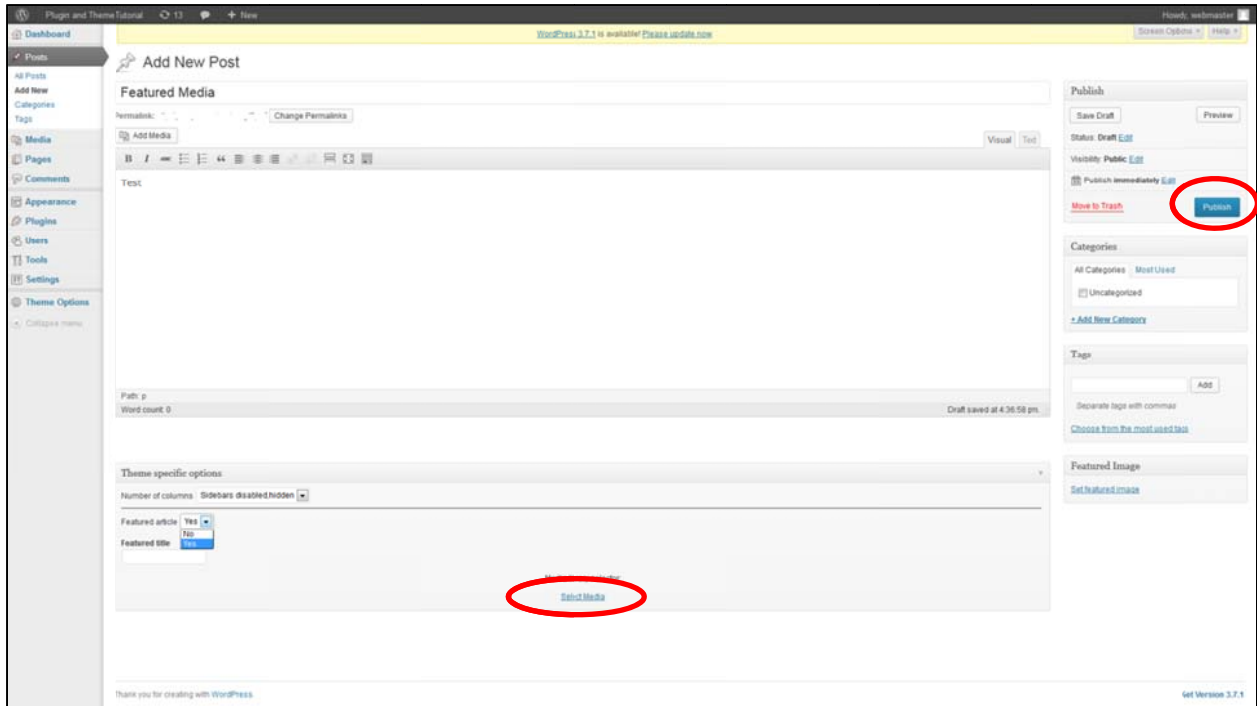 Plugin and ThemeTutorial 13 + New Howdy, webmaster
WordPress 3.7.1 is available! Please update now.
Screen Options Help
Dashboard
Posts
All Posts
Add New
Categories
Tags
Media
Pages
Comments
Appearance
Plugins
Users
Tools
Settings
Theme Options
Collapse menu
Add New Post
Featured Media
Permalink: Change Permalinks
Add Media
Visual Text
B I ABC
Test
Path: p
Word count: 0 Draft saved at 4:36:58 pm.
Theme specific options
Number of columns Sidebars disabled,hidden
Featured article Yes
No
Yes
Featured title
Select Media
Publish
Save Draft Preview
Status: Draft Edit
Visibility: Public Edit
Publish immediately Edit
Move to Trash Publish
Categories
All Categories Most Used
Uncategorized
+ Add New Category
Tags
Add
Separate tags with commas
Choose from the most used tags
Featured Image
Set featured image
Thank you for creating with WordPress
Get Version 3.7.1